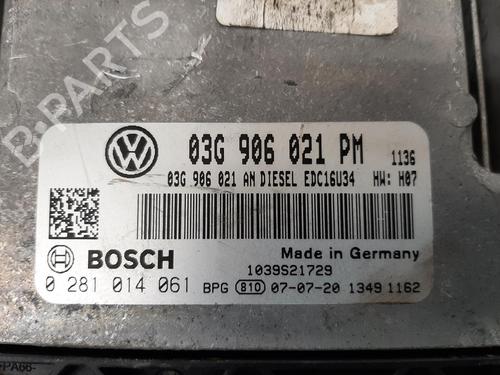 B-PARTS
03G 906 021 PM 1136
03G 906 021 AN DIESEL EDC16U34 HW: H07
BOSCH
Made in Germany
1039S21729
0 281 014 061 BPG 810 07-07-20 1349 1162
PA66-